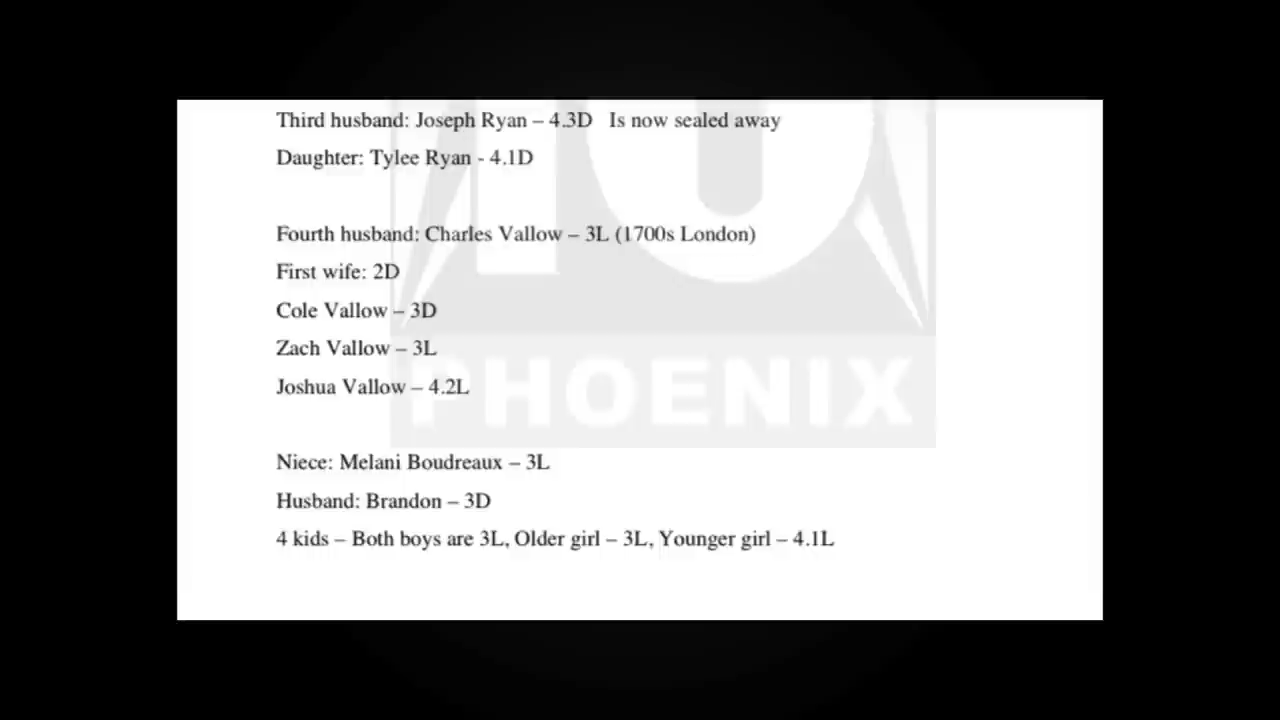 Third husband: Joseph Ryan – 4.3D Is now sealed away
Daughter: Tylee Ryan - 4.1D
Fourth husband: Charles Vallow – 3L (1700s London)
First wife: 2D
Cole Vallow – 3D
Zach Vallow – 3L
Joshua Vallow – 4.2L
Niece: Melani Boudreaux – 3L
Husband: Brandon – 3D
4 kids – Both boys are 3L, Older girl – 3L, Younger girl – 4.1L
10
PHOENIX